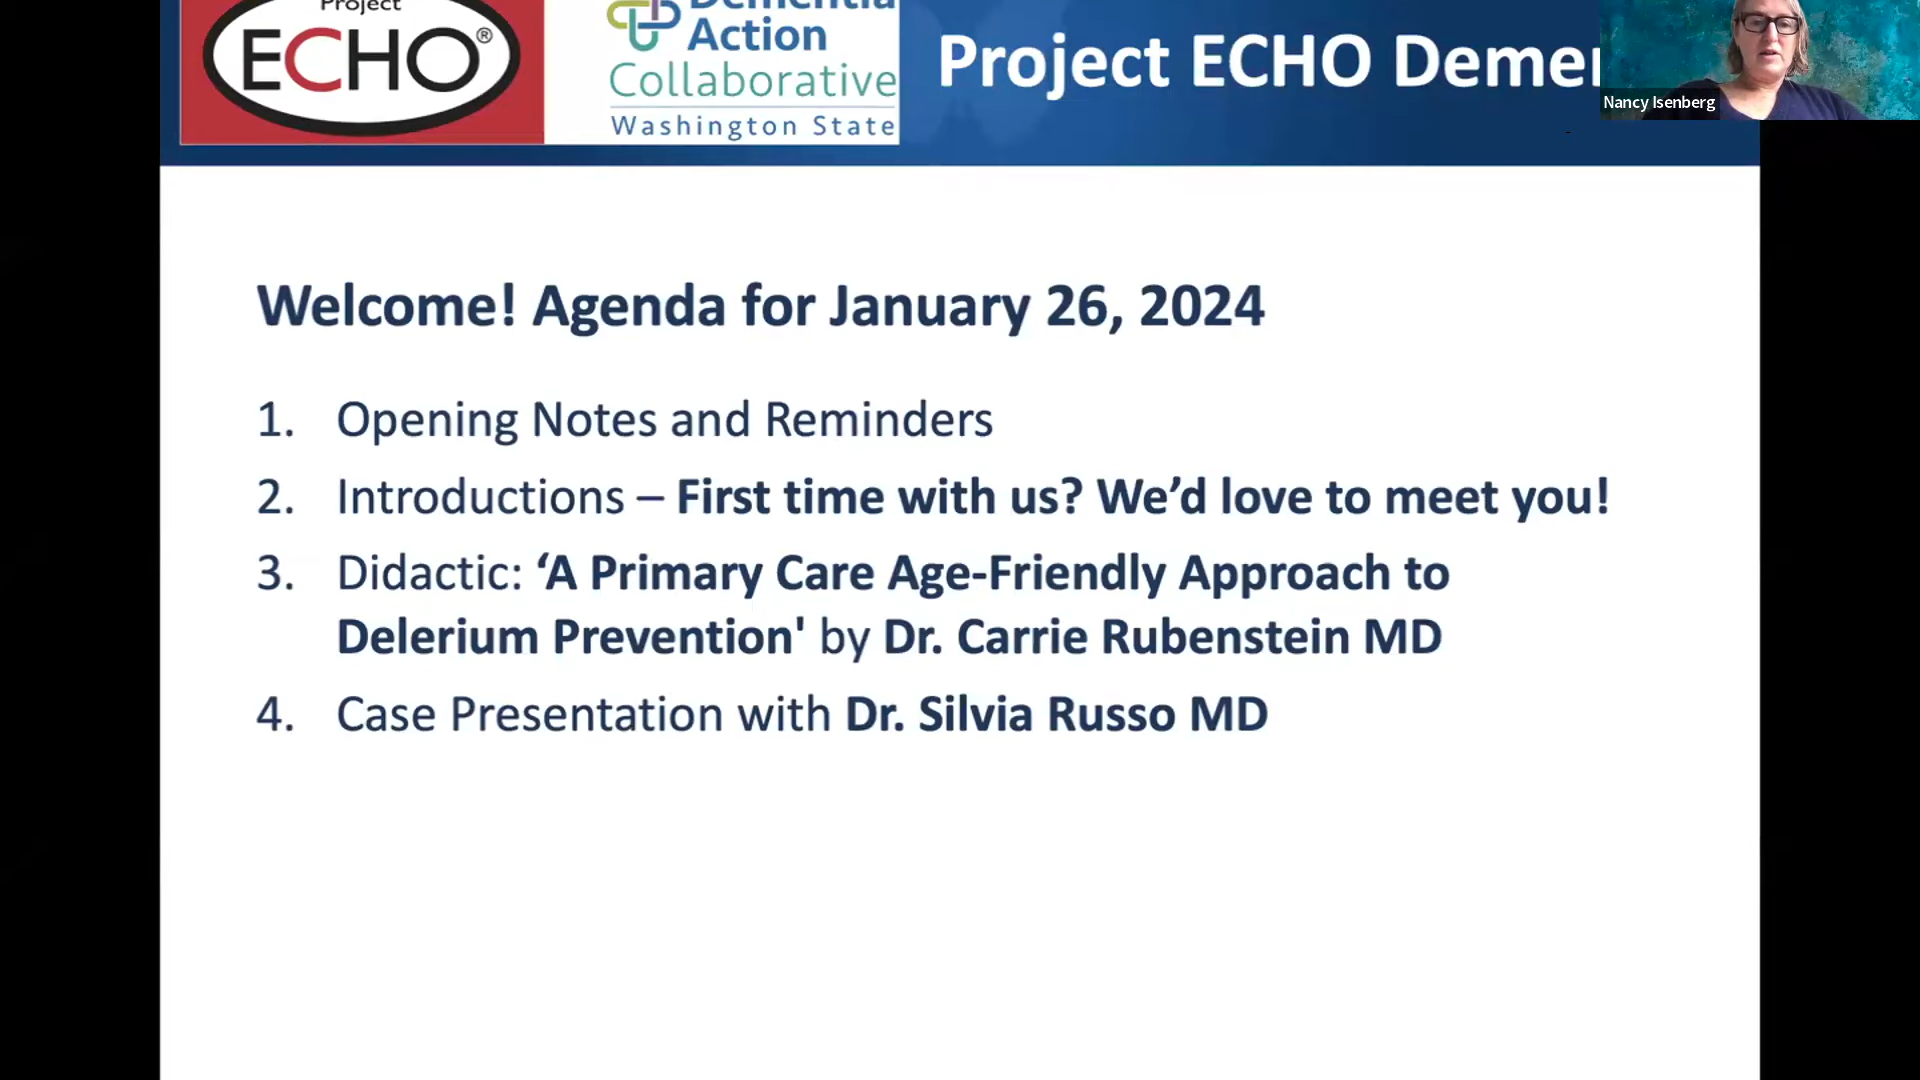 Project
ECHO®
Dementia
Action
Collaborative
Washington State
Project ECHO Demen
Nancy Isenberg
Welcome! Agenda for January 26, 2024
1. Opening Notes and Reminders
2. Introductions – First time with us? We’d love to meet you!
3. Didactic: ‘A Primary Care Age-Friendly Approach to
Delerium Prevention' by Dr. Carrie Rubenstein MD
4. Case Presentation with Dr. Silvia Russo MD